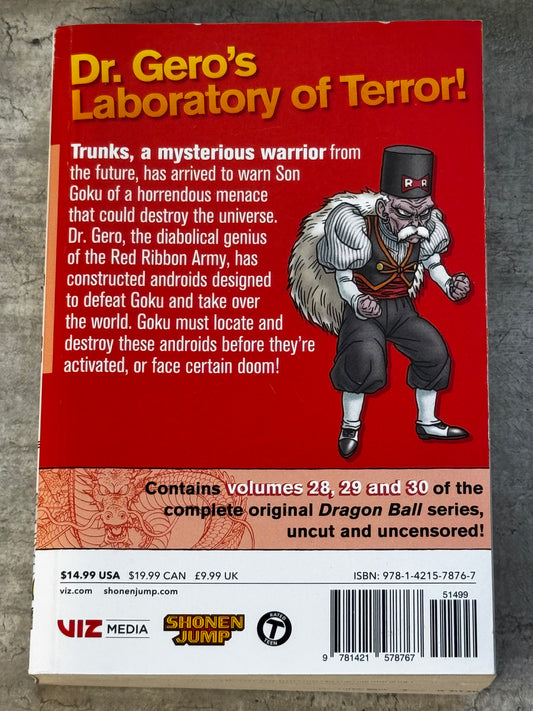 Dr. Gero's
Laboratory of Terror!
Trunks, a mysterious warrior from
the future, has arrived to warn Son
Goku of a horrendous menace
that could destroy the universe.
Dr. Gero, the diabolical genius
of the Red Ribbon Army, has
constructed androids designed
to defeat Goku and take over
the world. Goku must locate and
destroy these androids before they're
activated, or face certain doom!
RR
Contains volumes 28, 29 and 30 of the
complete original Dragon Ball series,
uncut and uncensored!
$14.99 USA $19.99 CAN £9.99 UK
ISBN: 978-1-4215-7876-7
viz.com shonenjump.com
51499
VIZ MEDIA
SHONEN
JUMP
RATED
T
TEEN
9 781421 578767